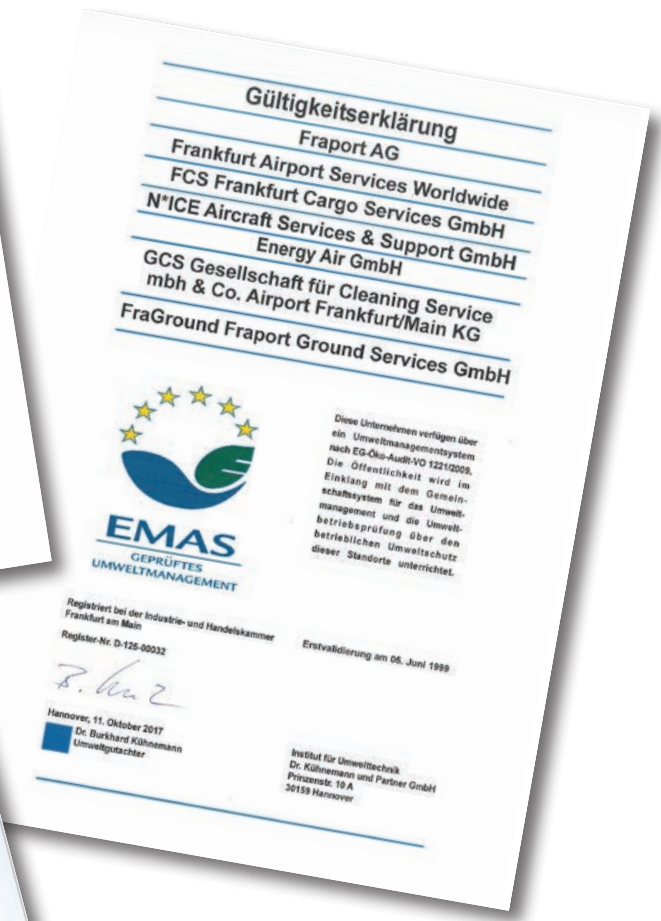 Gültigkeitserklärung
Fraport AG
Frankfurt Airport Services Worldwide
FCS Frankfurt Cargo Services GmbH
N*ICE Aircraft Services & Support GmbH
Energy Air GmbH
GCS Gesellschaft für Cleaning Service
mbh & Co. Airport Frankfurt/Main KG
FraGround Fraport Ground Services GmbH
EMAS
GEPRÜFTES
UMWELTMANAGEMENT
Diese Unternehmen verfügen über
ein Umweltmanagementsystem
nach EG-Öko-Audit-VO 1221/2009.
Die Öffentlichkeit wird im
Einklang mit dem Gemein-
schaftssystem für das Umwelt-
management und die Umwelt-
betriebsprüfung über den
betrieblichen Umweltschutz
dieser Standorte unterrichtet.
Registriert bei der Industrie- und Handelskammer
Frankfurt am Main
Register-Nr. D-125-00032
Erstvalidierung am 05. Juni 1999
Hannover, 11. Oktober 2017
Dr. Burkhard Kühnemann
Umweltgutachter
Institut für Umwelttechnik
Dr. Kühnemann und Partner GmbH
Prinzenstr. 10 A
30159 Hannover